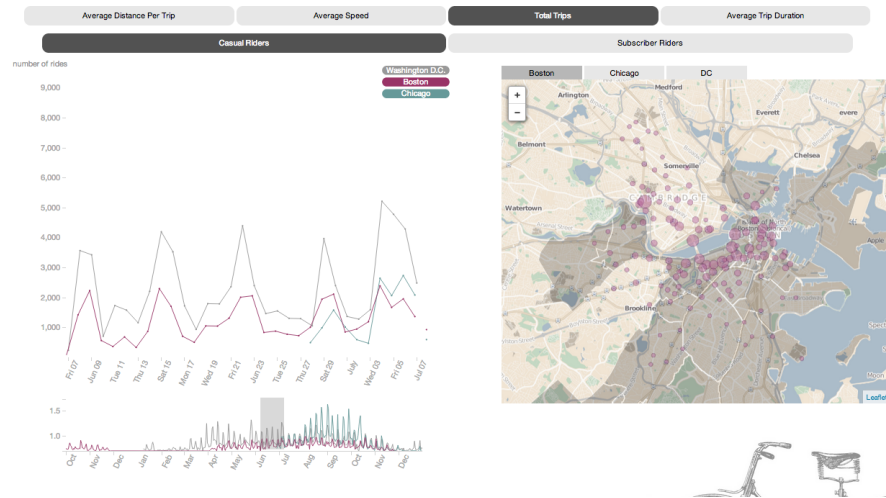 Average Distance Per Trip
Average Speed
Total Trips
Average Trip Duration
Casual Riders
Subscriber Riders
number of rides
Washington D.C.
Boston
Chicago
9,000
8,000
7,000
6,000
5,000
4,000
3,000
2,000
1,000
Fri 07
Jun 09
Tue 11
Thu 13
Sat 15
Mon 17
Wed 19
Fri 21
Jun 23
Tue 25
Thu 27
Sat 29
July
Wed 03
Fri 05
Jul 07
1.5
1.0
Oct
Nov
Dec
Jan
Feb
Mar
Apr
May
Jun
Jul
Aug
Sep
Oct
Nov
Dec
Boston
Chicago
DC
+
−
Medford
Arlington
Everett
evere
Belmont
Chelsea
Somerville
CAMBRIDGE
Watertown
Boston
Brookline
Leaflet